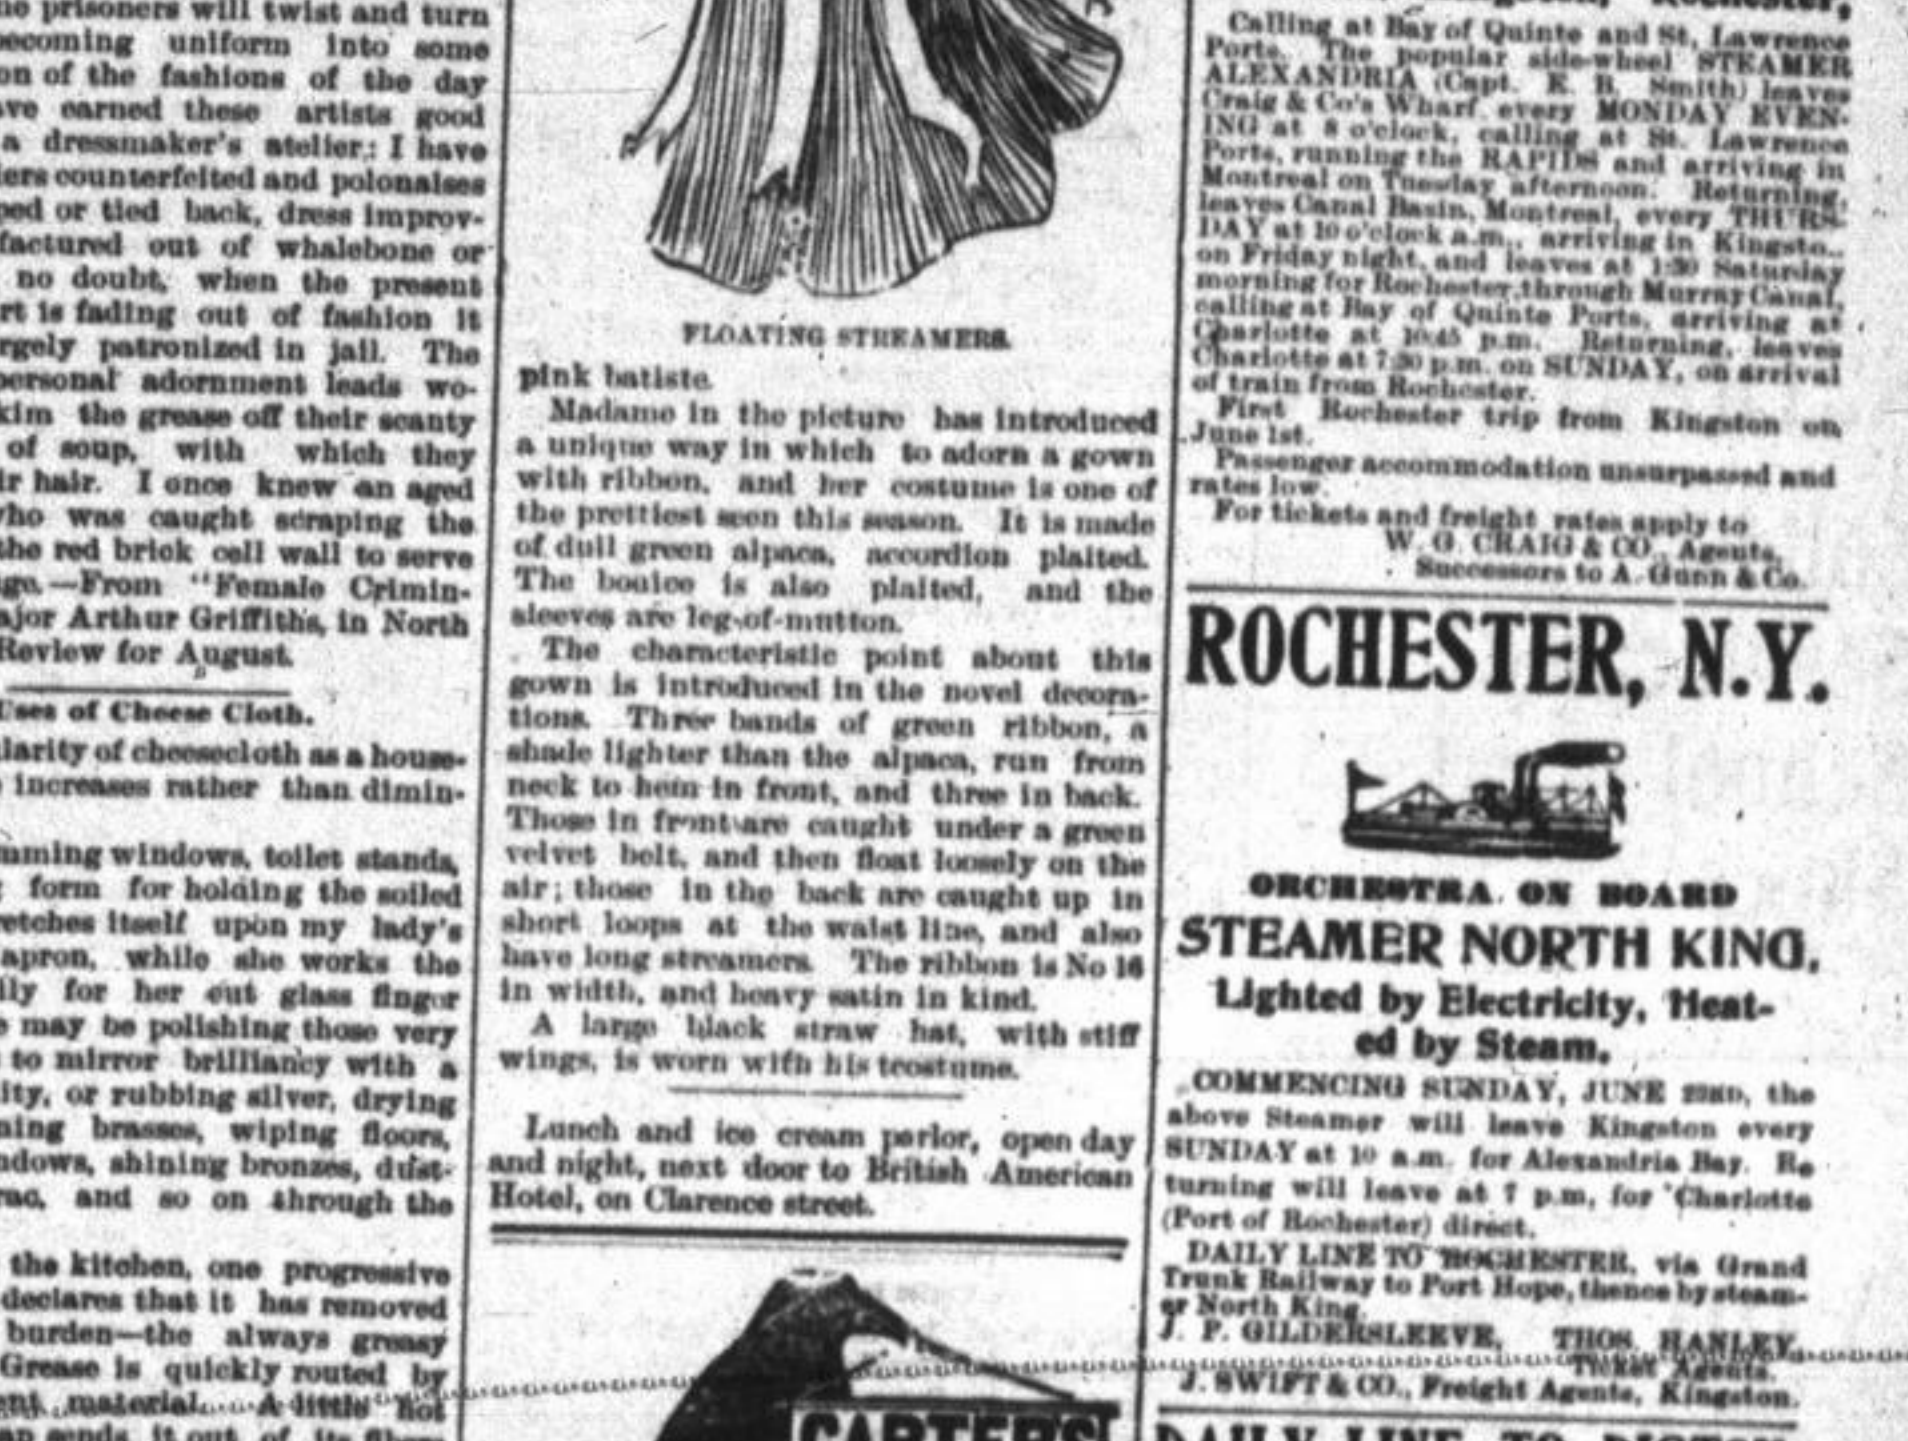 he prisoners will twist and turn
becoming uniform into some
on of the fashions of the day
ave earned these artists good
a dressmaker's atelier; I have
iers counterfeited and polonaises
ped or tied back, dress improv-
factured out of whalebone or
no doubt, when the present
rt is fading out of fashion it
rgely patronized in jail. The
personal adornment leads wo-
kim the grease off their scanty
of soup, with which they
ir hair. I once knew an aged
who was caught scraping the
the red brick cell wall to serve
ge.—From "Female Crimin-
ajor Arthur Griffiths, in North
Review for August.
Uses of Cheese Cloth.
larity of cheesecloth as a house-
increases rather than dimin-
mming windows, toilet stands,
form for holding the soiled
retches itself upon my lady's
apron, while she works the
ily for her cut glass finger
e may be polishing those very
to mirror brilliancy with a
ity, or rubbing silver, drying
ning brasses, wiping floors,
ndows, shining bronzes, dust-
rac, and so on through the
the kitchen, one progressive
declares that it has removed
burden—the always greasy
Grease is quickly routed by
ent material. A little hot
ap sends it out of its fibers
FLOATING STREAMERS.
pink batiste.
Madame in the picture has introduced
a unique way in which to adorn a gown
with ribbon, and her costume is one of
the prettiest seen this season. It is made
of dull green alpaca, accordion plaited.
The bouice is also plaited, and the
sleeves are leg-of-mutton.
The characteristic point about this
gown is introduced in the novel decora-
tions. Three bands of green ribbon, a
shade lighter than the alpaca, run from
neck to hem in front, and three in back.
Those in front are caught under a green
velvet belt, and then float loosely on the
air; those in the back are caught up in
short loops at the waist line, and also
have long streamers. The ribbon is No 16
in width, and heavy satin in kind.
A large black straw hat, with stiff
wings, is worn with his tcostume.
Lunch and ice cream parlor, open day
and night, next door to British American
Hotel, on Clarence street.
CARTER'S
Rochester,
Calling at Bay of Quinte and St. Lawrence
Ports. The popular side-wheel STEAMER
ALEXANDRIA (Capt. E. B. Smith) leaves
Craig & Co's Wharf every MONDAY EVEN-
ING at 8 o'clock, calling at St. Lawrence
Ports, running the RAPIDS and arriving in
Montreal on Tuesday afternoon. Returning,
leaves Canal Basin, Montreal, every THURS-
DAY at 10 o'clock a.m., arriving in Kingsto..
on Friday night, and leaves at 1:30 Saturday
morning for Rochester, through Murray Canal,
calling at Bay of Quinte Ports, arriving at
Charlotte at 10:45 p.m. Returning, leaves
Charlotte at 7:30 p.m. on SUNDAY, on arrival
of train from Rochester.
First Rochester trip from Kingston on
June 1st.
Passenger accommodation unsurpassed and
rates low.
For tickets and freight rates apply to
W. G. CRAIG & CO., Agents,
Successors to A. Gunn & Co.
ROCHESTER, N.Y.
ORCHESTRA ON BOARD
STEAMER NORTH KING,
Lighted by Electricity, Heat-
ed by Steam.
COMMENCING SUNDAY, JUNE 23RD, the
above Steamer will leave Kingston every
SUNDAY at 10 a.m. for Alexandria Bay. Re
turning will leave at 7 p.m, for Charlotte
(Port of Rochester) direct.
DAILY LINE TO ROCHESTER, via Grand
Trunk Railway to Port Hope, thence by steam-
er North King.
J. P. GILDERSLEEVE, THOS. HANLEY,
Ticket Agents.
J. SWIFT & CO., Freight Agents, Kingston.
DAILY LINE TO